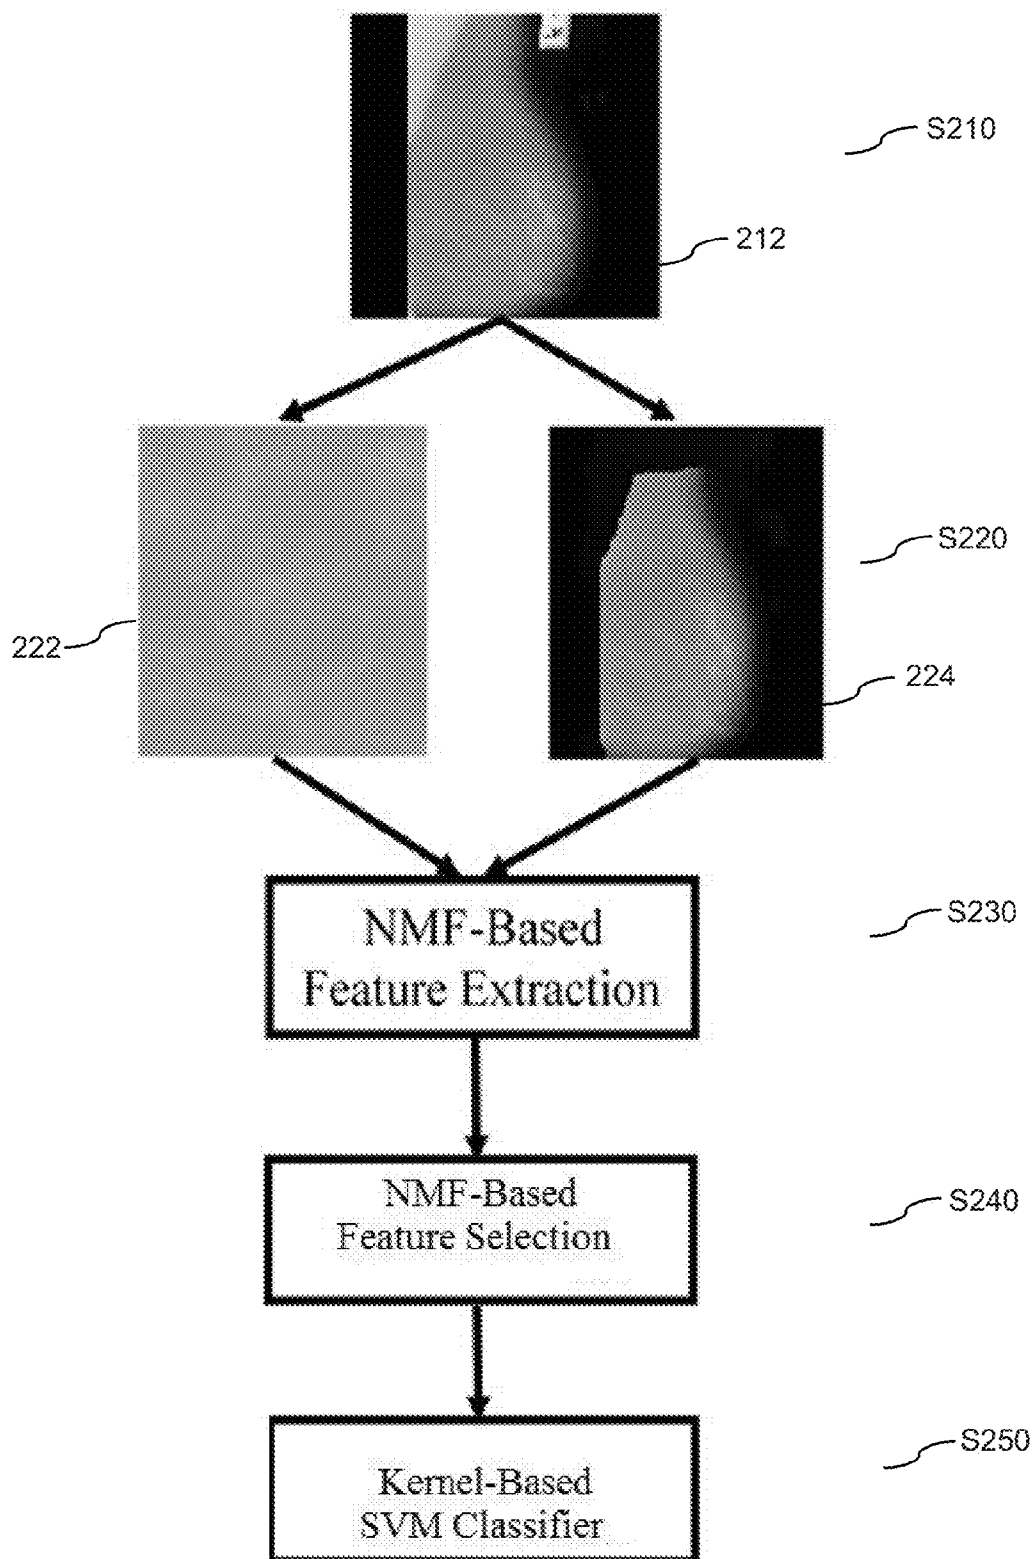 S210
212
S220
222
224
S230
NMF-Based
Feature Extraction
S240
NMF-Based
Feature Selection
S250
Kernel-Based
SVM Classifier